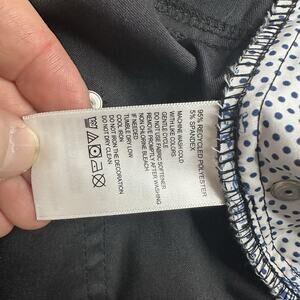 95% RECYCLED POLYESTER
5% SPANDEX
MACHINE WASH COLD
WITH LIKE COLORS
GENTLE CYCLE
DO NOT USE FABRIC SOFTENER
REMOVE PROMPTLY AFTER WASHING
NON CHLORINE BLEACH
IF NEEDED
TUMBLE DRY LOW
COOL IRON
DO NOT IRON TRIM
DO NOT DRY CLEAN